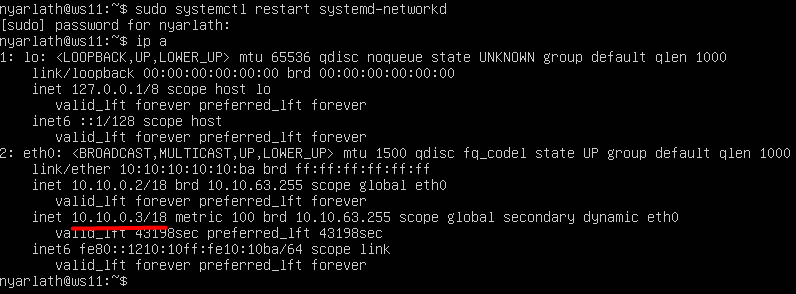 nyarlath@ws11:~$ sudo systemctl restart systemd-networkd
[sudo] password for nyarlath:
nyarlath@ws11:~$ ip a
1: lo: <LOOPBACK,UP,LOWER_UP> mtu 65536 qdisc noqueue state UNKNOWN group default qlen 1000
    link/loopback 00:00:00:00:00:00 brd 00:00:00:00:00:00
    inet 127.0.0.1/8 scope host lo
       valid_lft forever preferred_lft forever
    inet6 ::1/128 scope host
       valid_lft forever preferred_lft forever
2: eth0: <BROADCAST,MULTICAST,UP,LOWER_UP> mtu 1500 qdisc fq_codel state UP group default qlen 1000
    link/ether 10:10:10:10:10:ba brd ff:ff:ff:ff:ff:ff
    inet 10.10.0.2/18 brd 10.10.63.255 scope global eth0
       valid_lft forever preferred_lft forever
    inet 10.10.0.3/18 metric 100 brd 10.10.63.255 scope global secondary dynamic eth0
       valid_lft 43198sec preferred_lft 43198sec
    inet6 fe80::1210:10ff:fe10:10ba/64 scope link
       valid_lft forever preferred_lft forever
nyarlath@ws11:~$